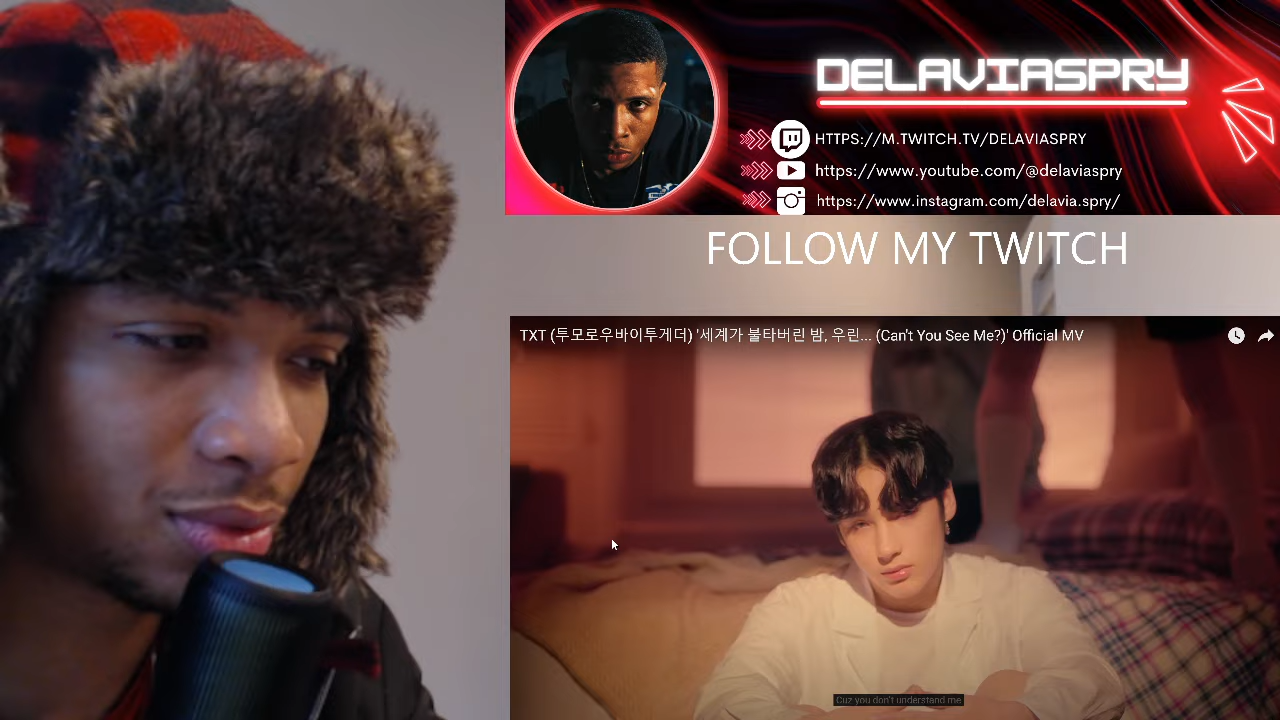 DELAVIASPRY
HTTPS://M.TWITCH.TV/DELAVIASPRY
https://www.youtube.com/@delaviaspry
https://www.instagram.com/delavia.spry/
FOLLOW MY TWITCH
TXT (투모로우바이투게더) '세계가 불타버린 밤, 우린... (Can't You See Me?)' Official MV
Cuz you don't understand me